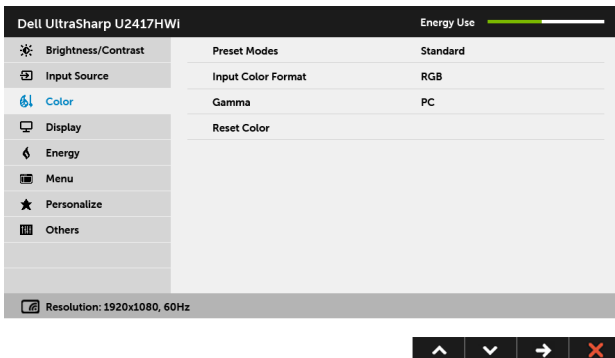 Dell UltraSharp U2417HWi
Energy Use
Brightness/Contrast
Input Source
Color
Display
Energy
Menu
Personalize
Others
Preset Modes Standard
Input Color Format RGB
Gamma PC
Reset Color
Resolution: 1920x1080, 60Hz